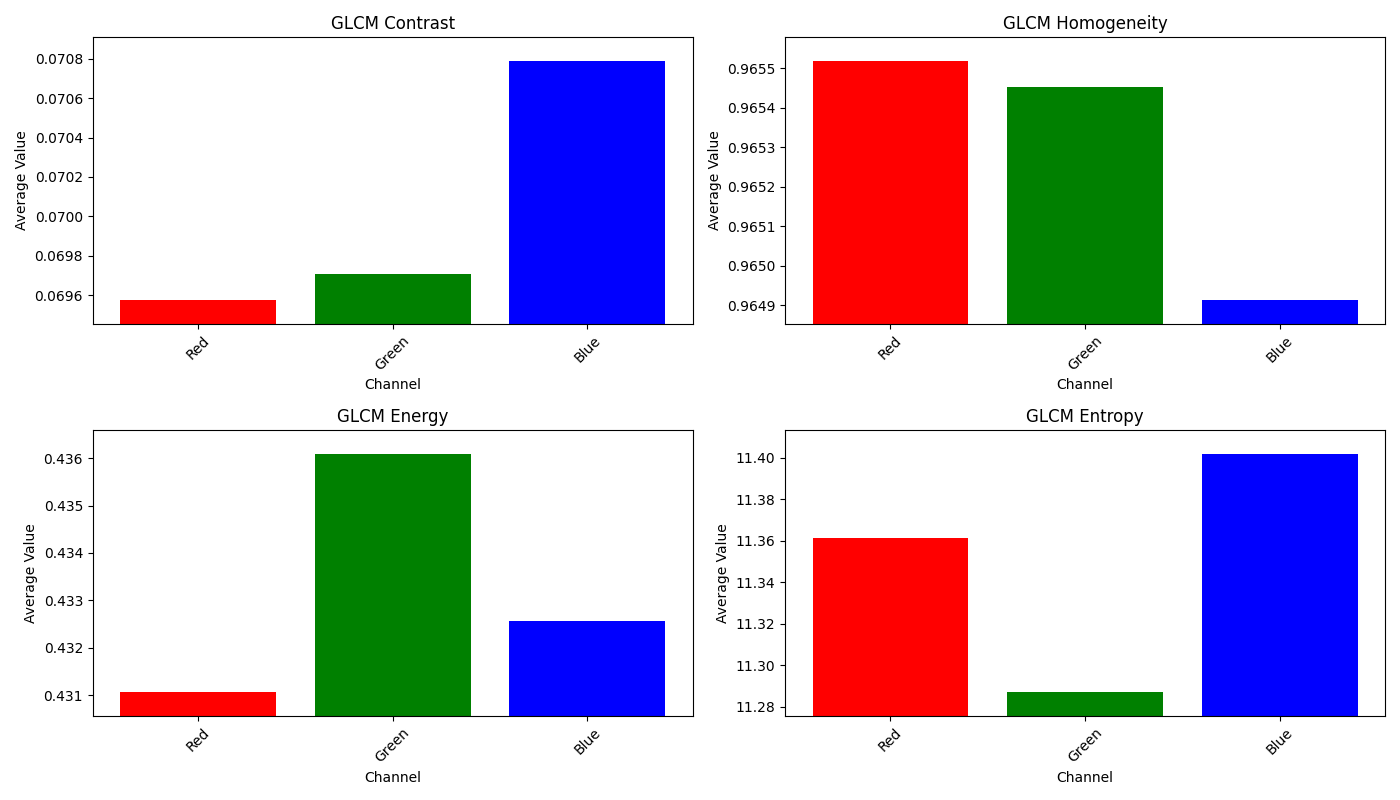 GLCM Contrast
Average Value
0.0708
0.0706
0.0704
0.0702
0.0700
0.0698
0.0696
Red
Green
Blue
Channel
GLCM Homogeneity
Average Value
0.9655
0.9654
0.9653
0.9652
0.9651
0.9650
0.9649
Red
Green
Blue
Channel
GLCM Energy
Average Value
0.436
0.435
0.434
0.433
0.432
0.431
Red
Green
Blue
Channel
GLCM Entropy
Average Value
11.40
11.38
11.36
11.34
11.32
11.30
11.28
Red
Green
Blue
Channel